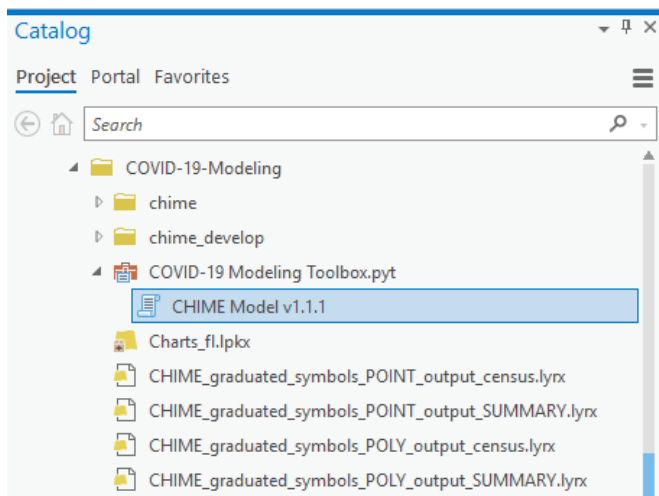 Catalog
Project Portal Favorites
Search
COVID-19-Modeling
chime
chime_develop
COVID-19 Modeling Toolbox.pyt
CHIME Model v1.1.1
Charts_fl.lpkx
CHIME_graduated_symbols_POINT_output_census.lyrx
CHIME_graduated_symbols_POINT_output_SUMMARY.lyrx
CHIME_graduated_symbols_POLY_output_census.lyrx
CHIME_graduated_symbols_POLY_output_SUMMARY.lyrx